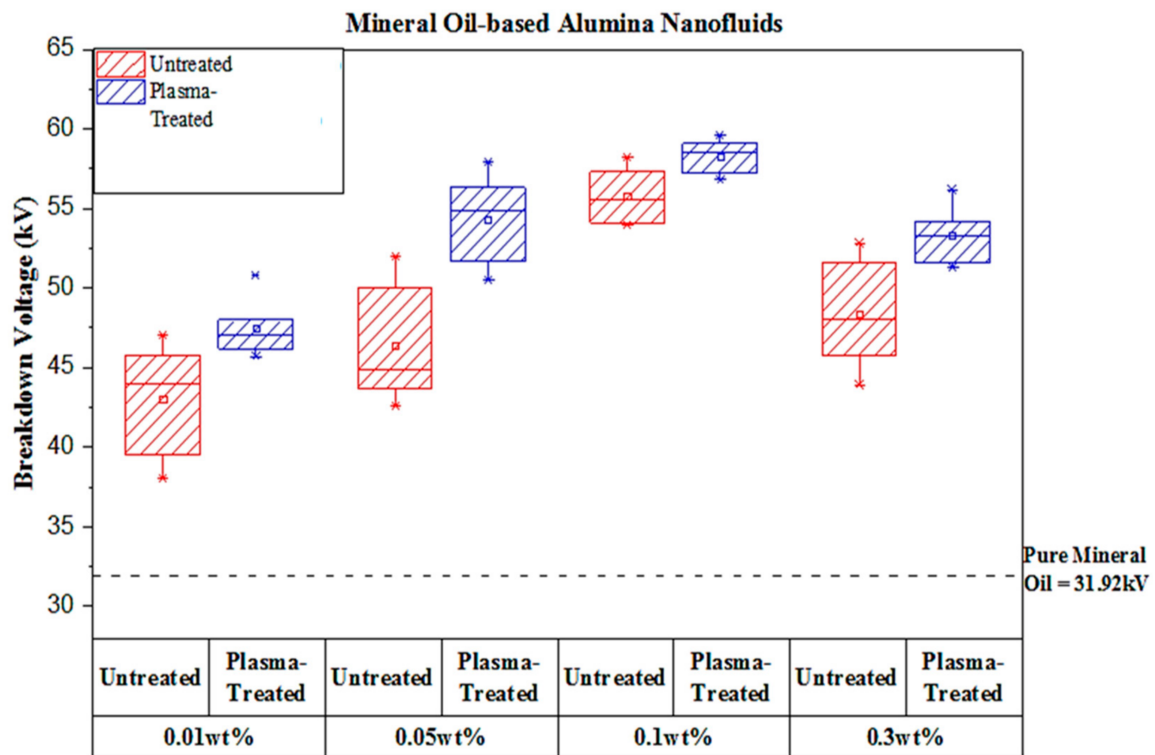 Mineral Oil-based Alumina Nanofluids
Untreated
Plasma-
Treated
Breakdown Voltage (kV)
65
60
55
50
45
40
35
30
Pure Mineral
Oil = 31.92kV
Untreated
Plasma-
Treated
Untreated
Plasma-
Treated
Untreated
Plasma-
Treated
Untreated
Plasma-
Treated
0.01wt%
0.05wt%
0.1wt%
0.3wt%